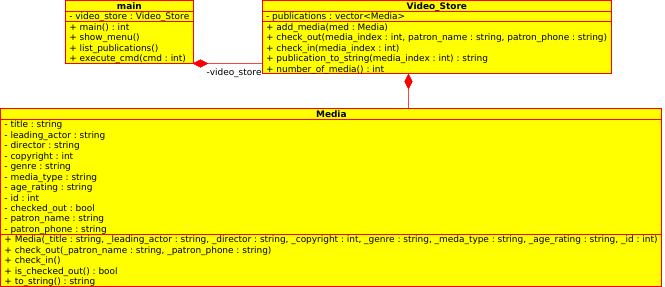 main
- video_store : Video_Store
+ main() : int
+ show_menu()
+ list_publications()
+ execute_cmd(cmd : int)
-video_store
Video_Store
- publications : vector<Media>
+ add_media(med : Media)
+ check_out(media_index : int, patron_name : string, patron_phone : string)
+ check_in(media_index : int)
+ publication_to_string(media_index : int) : string
+ number_of_media() : int
Media
- title : string
- leading_actor : string
- director : string
- copyright : int
- genre : string
- media_type : string
- age_rating : string
- id : int
- checked_out : bool
- patron_name : string
- patron_phone : string
+ Media(_title : string, _leading_actor : string, _director : string, _copyright : int, _genre : string, _meda_type : string, _age_rating : string, _id : int)
+ check_out(_patron_name : string, _patron_phone : string)
+ check_in()
+ is_checked_out() : bool
+ to_string() : string